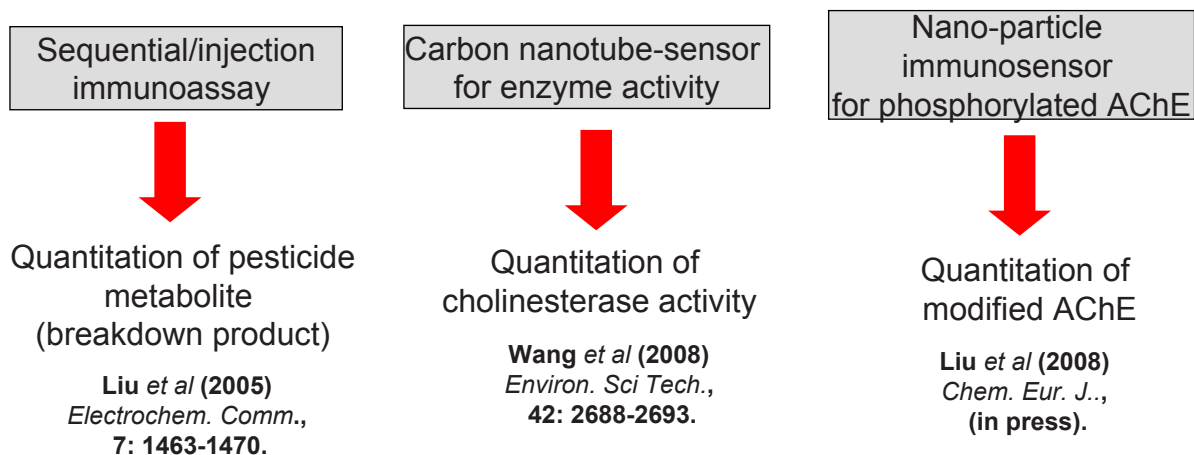 Sequential/injection
immunoassay
Quantitation of pesticide
metabolite
(breakdown product)
Liu et al (2005)
Electrochem. Comm.,
7: 1463-1470.
Carbon nanotube-sensor
for enzyme activity
Quantitation of
cholinesterase activity
Wang et al (2008)
Environ. Sci Tech.,
42: 2688-2693.
Nano-particle
immunosensor
for phosphorylated AChE
Quantitation of
modified AChE
Liu et al (2008)
Chem. Eur. J..,
(in press).